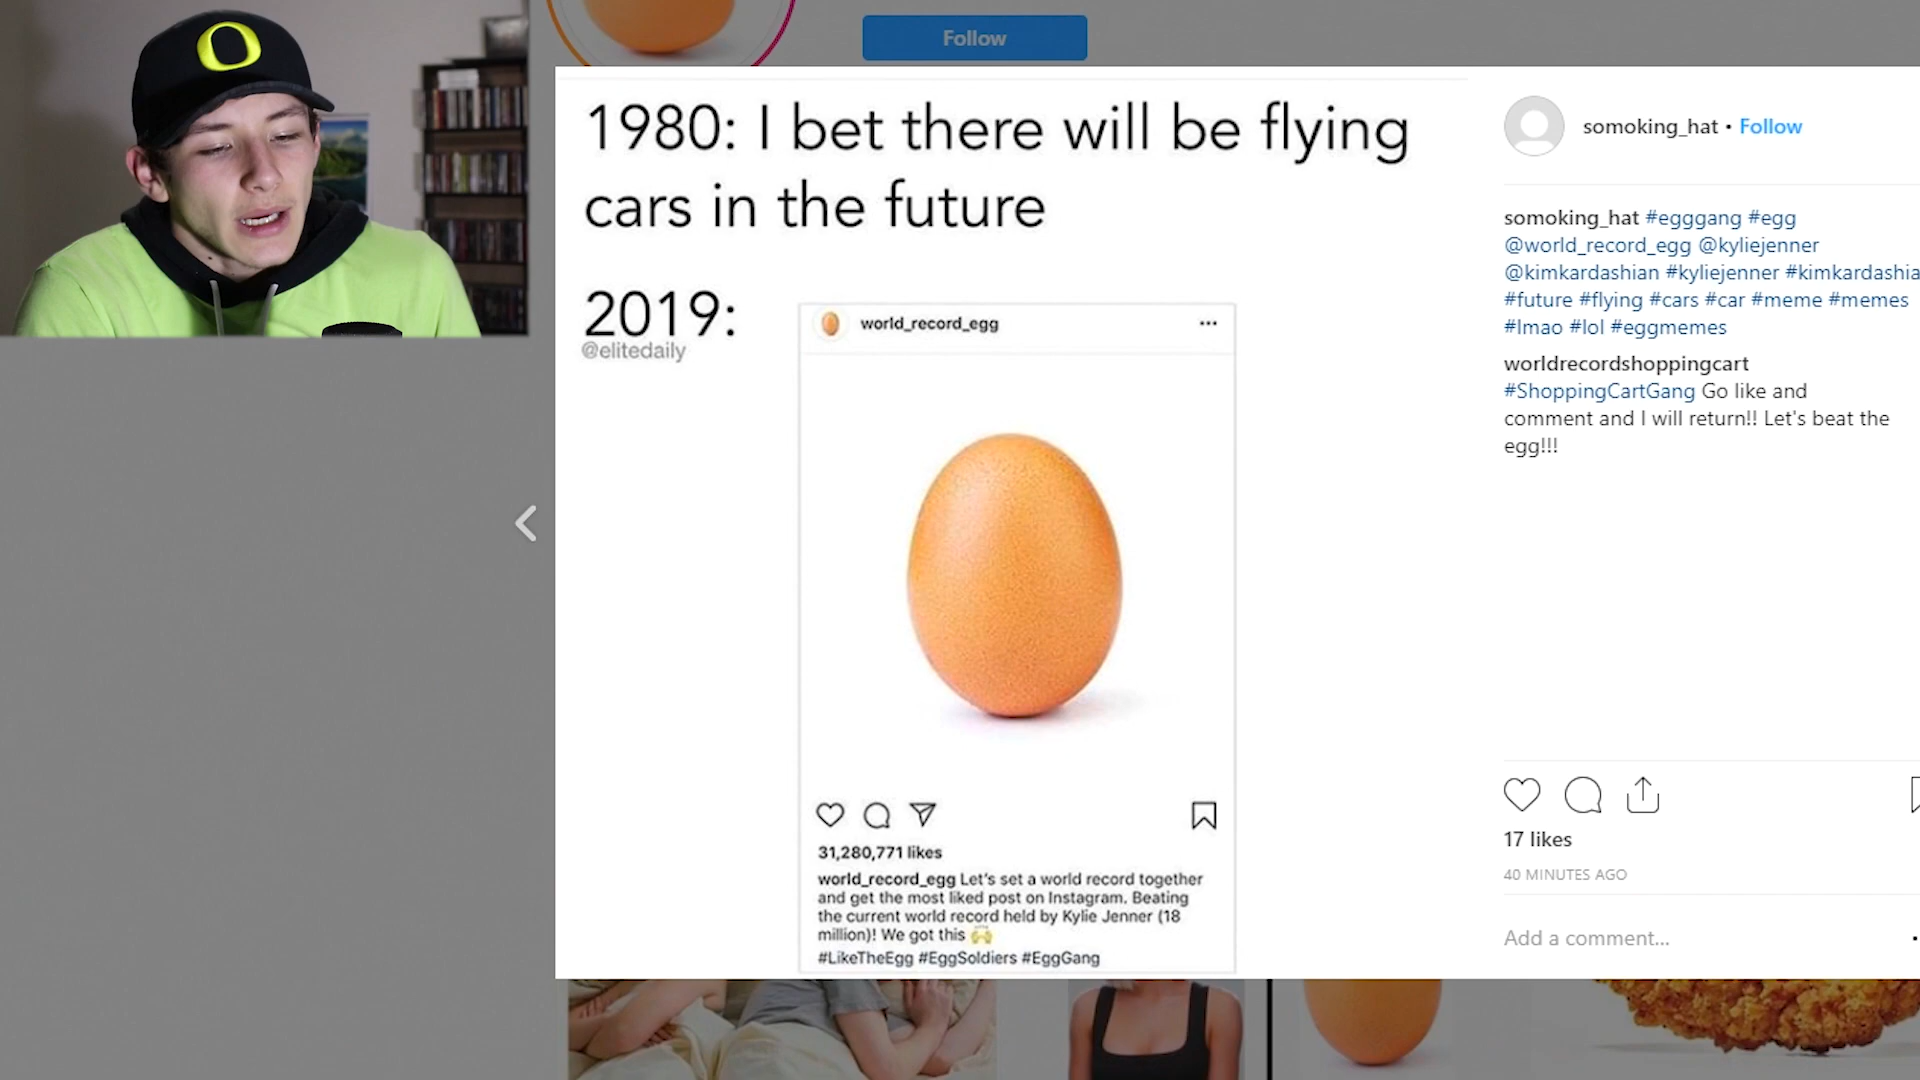 O
Follow
1980: I bet there will be flying
cars in the future
2019:
@elitedaily
world_record_egg
31,280,771 likes
world_record_egg Let's set a world record together
and get the most liked post on Instagram. Beating
the current world record held by Kylie Jenner (18
million)! We got this 🙌
#LikeTheEgg #EggSoldiers #EggGang
somoking_hat • Follow
somoking_hat #egggang #egg
@world_record_egg @kyliejenner
@kimkardashian #kyliejenner #kimkardashia
#future #flying #cars #car #meme #memes
#lmao #lol #eggmemes
worldrecordshoppingcart
#ShoppingCartGang Go like and
comment and I will return!! Let's beat the
egg!!!
17 likes
40 MINUTES AGO
Add a comment...